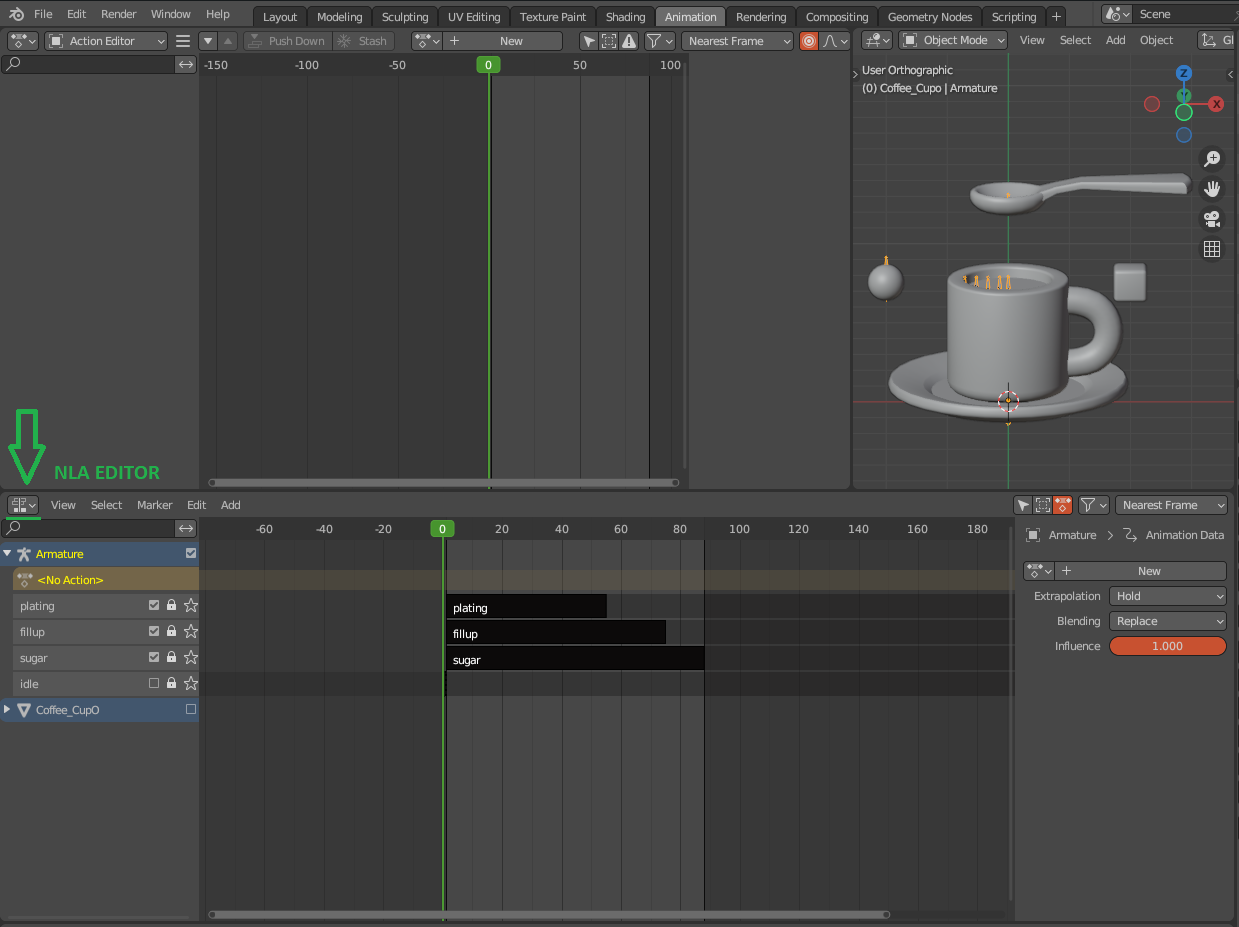 File Edit Render Window Help Layout Modeling Sculpting UV Editing Texture Paint Shading Animation Rendering Compositing Geometry Nodes Scripting + Scene
Action Editor Push Down Stash New Nearest Frame Object Mode View Select Add Object Gl
-150 -100 -50 0 50 100
User Orthographic
(0) Coffee_Cupo | Armature
Z
Y
X
NLA EDITOR
View Select Marker Edit Add Nearest Frame
-60 -40 -20 0 20 40 60 80 100 120 140 160 180
Armature
<No Action>
plating
fillup
sugar
idle
Coffee_CupO
plating
fillup
sugar
Armature > Animation Data
New
Extrapolation Hold
Blending Replace
Influence 1.000